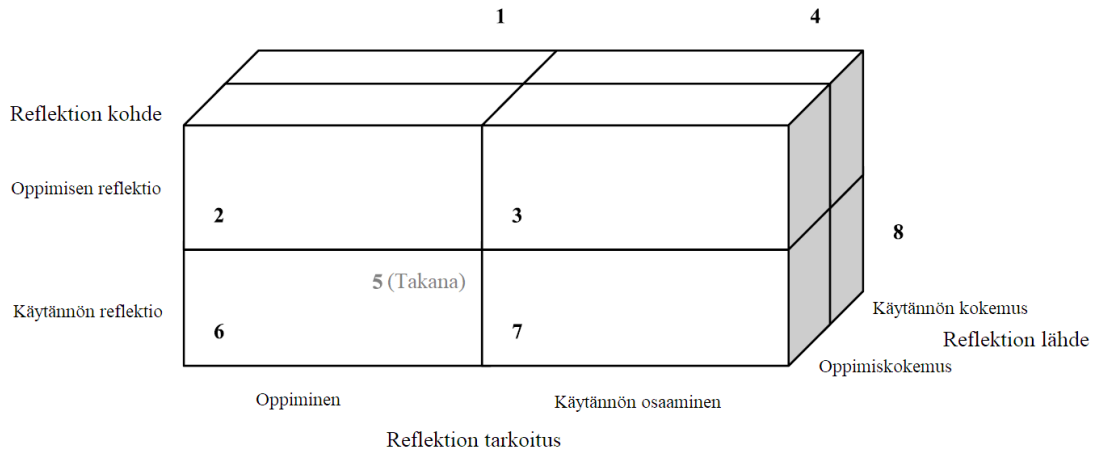 1
4
Reflektion kohde
Oppimisen reflektio
2
3
8
5 (Takana)
Käytännön reflektio
6
7
Käytännön kokemus
Reflektion lähde
Oppimiskokemus
Oppiminen
Käytännön osaaminen
Reflektion tarkoitus